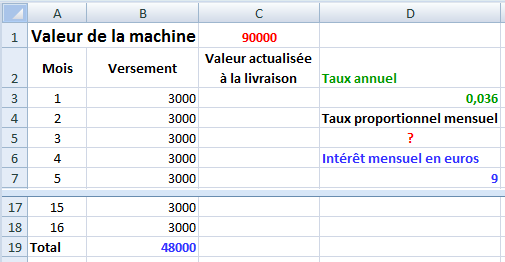 A B C D
1 Valeur de la machine 90000
2 Mois Versement Valeur actualisée à la livraison Taux annuel
3 1 3000 0,036
4 2 3000 Taux proportionnel mensuel
5 3 3000 ?
6 4 3000 Intérêt mensuel en euros
7 5 3000 9
17 15 3000
18 16 3000
19 Total 48000